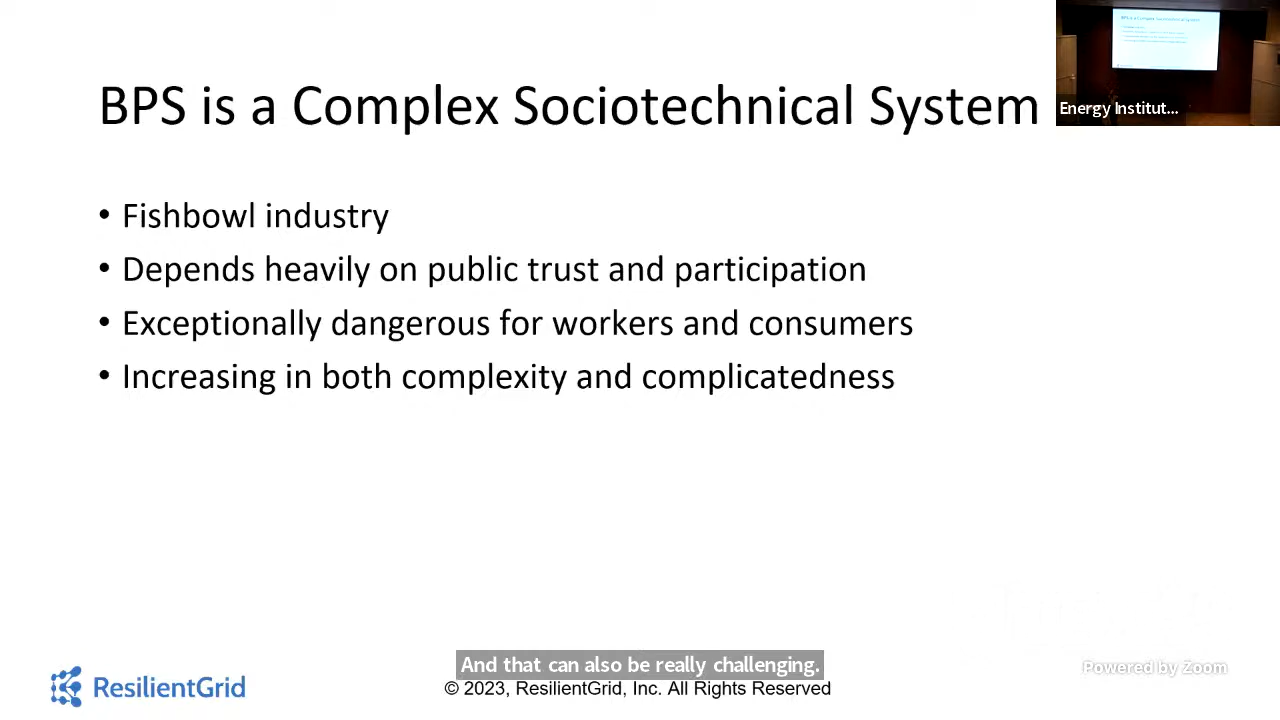 BPS is a Complex Sociotechnical System
Energy Institut...
• Fishbowl industry
• Depends heavily on public trust and participation
• Exceptionally dangerous for workers and consumers
• Increasing in both complexity and complicatedness
And that can also be really challenging.
Powered by Zoom
ResilientGrid
© 2023, ResilientGrid, Inc. All Rights Reserved